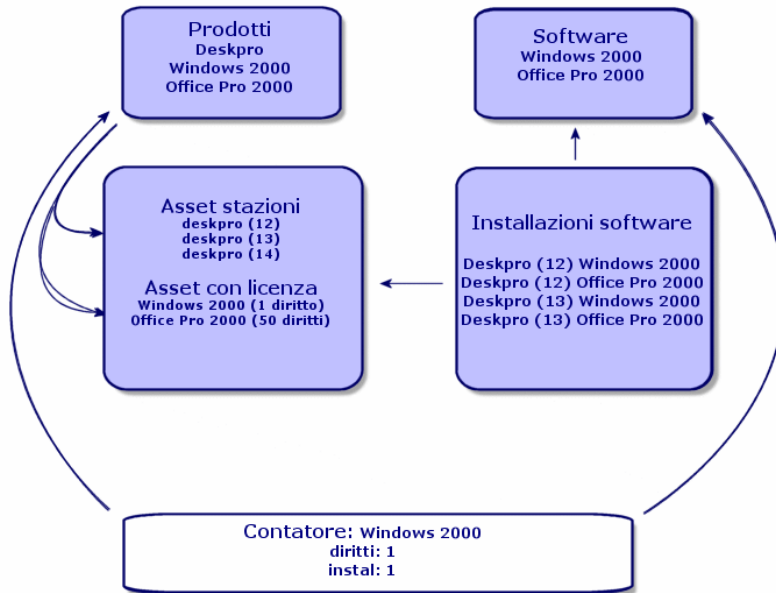 Prodotti
Deskpro
Windows 2000
Office Pro 2000
Software
Windows 2000
Office Pro 2000
Asset stazioni
deskpro (12)
deskpro (13)
deskpro (14)
Asset con licenza
Windows 2000 (1 diritto)
Office Pro 2000 (50 diritti)
Installazioni software
Deskpro (12) Windows 2000
Deskpro (12) Office Pro 2000
Deskpro (13) Windows 2000
Deskpro (13) Office Pro 2000
Contatore: Windows 2000
diritti: 1
instal: 1